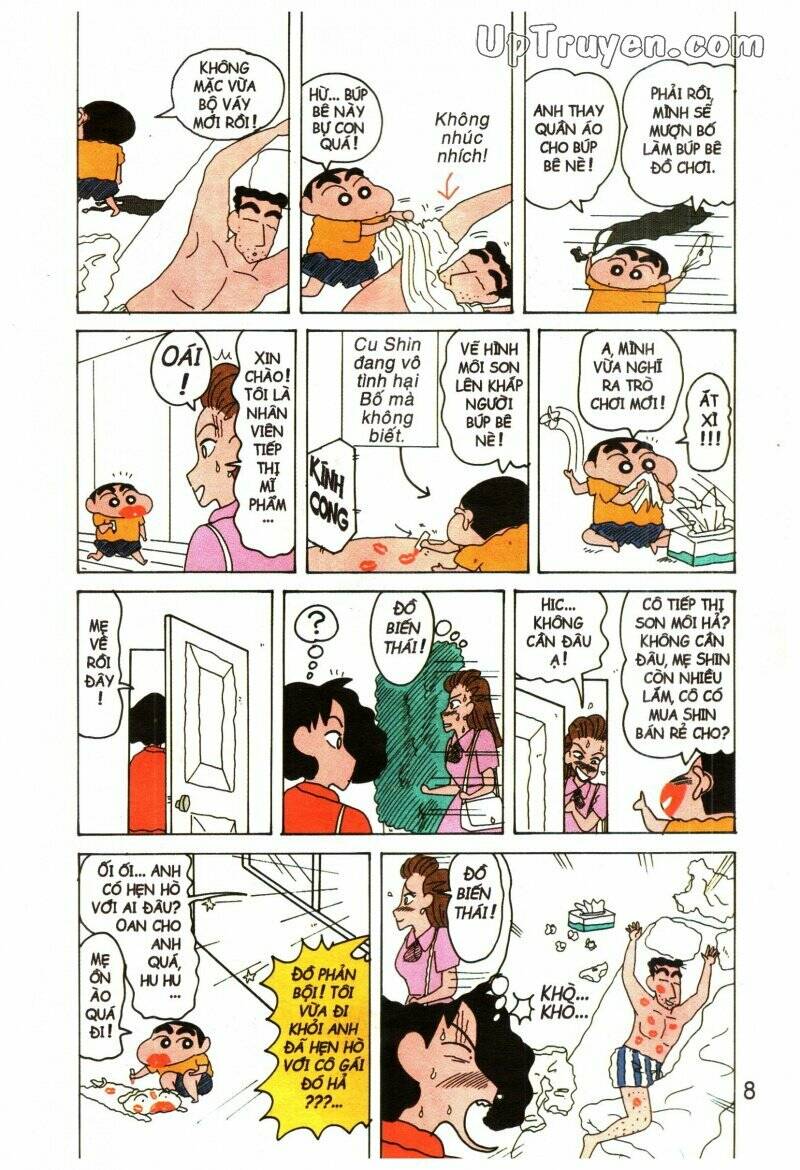 UpTruyen.com
PHẢI RỒI,
MÌNH SẼ
MƯỢN BỐ
LÀM BÚP BÊ
ĐỒ CHƠI.
ANH THAY
QUẦN ÁO
CHO BÚP
BÊ NÈ!
HỪ... BÚP
BÊ NÀY
BỰ CON
QUÁ!
Không
nhúc
nhích!
KHÔNG
MẶC VỪA
BỘ VÁY
MỚI RỒI!
ÁT
XÌ
!!!
A, MÌNH
VỪA NGHĨ
RA TRÒ
CHƠI MỚI!
VẼ HÌNH
MÔI SON
LÊN KHẮP
NGƯỜI
BÚP BÊ
NÈ!
Cu Shin
đang vô
tình hại
Bố mà
không
biết.
KÍNH
CONG
XIN
CHÀO!
TÔI LÀ
NHÂN
VIÊN
TIẾP
THỊ
MĨ
PHẨM
...
OÁI
!
CÔ TIẾP THỊ
SON MÔI HẢ?
KHÔNG CẦN
ĐÂU, MẸ SHIN
CÒN NHIỀU
LẮM, CÔ CÓ
MUA SHIN
BÁN RẺ CHO?
HIC...
KHÔNG
CẦN ĐÂU
Ạ!
ĐỒ
BIẾN
THÁI!
?
MẸ
VỀ
RỒI
ĐÂY
!
ĐỒ
BIẾN
THÁI!
KHÒ...
KHÒ...
ĐỒ PHẢN
BỘI! TÔI
VỪA ĐI
KHỎI ANH
ĐÃ HẸN HÒ
VỚI CÔ GÁI
ĐÓ HẢ
???...
ỐI ỐI... ANH
CÓ HẸN HÒ
VỚI AI ĐÂU?
OAN CHO
ANH
QUÁ,
HU HU
...
MẸ
ỒN
ÀO
QUÁ
ĐI!
8